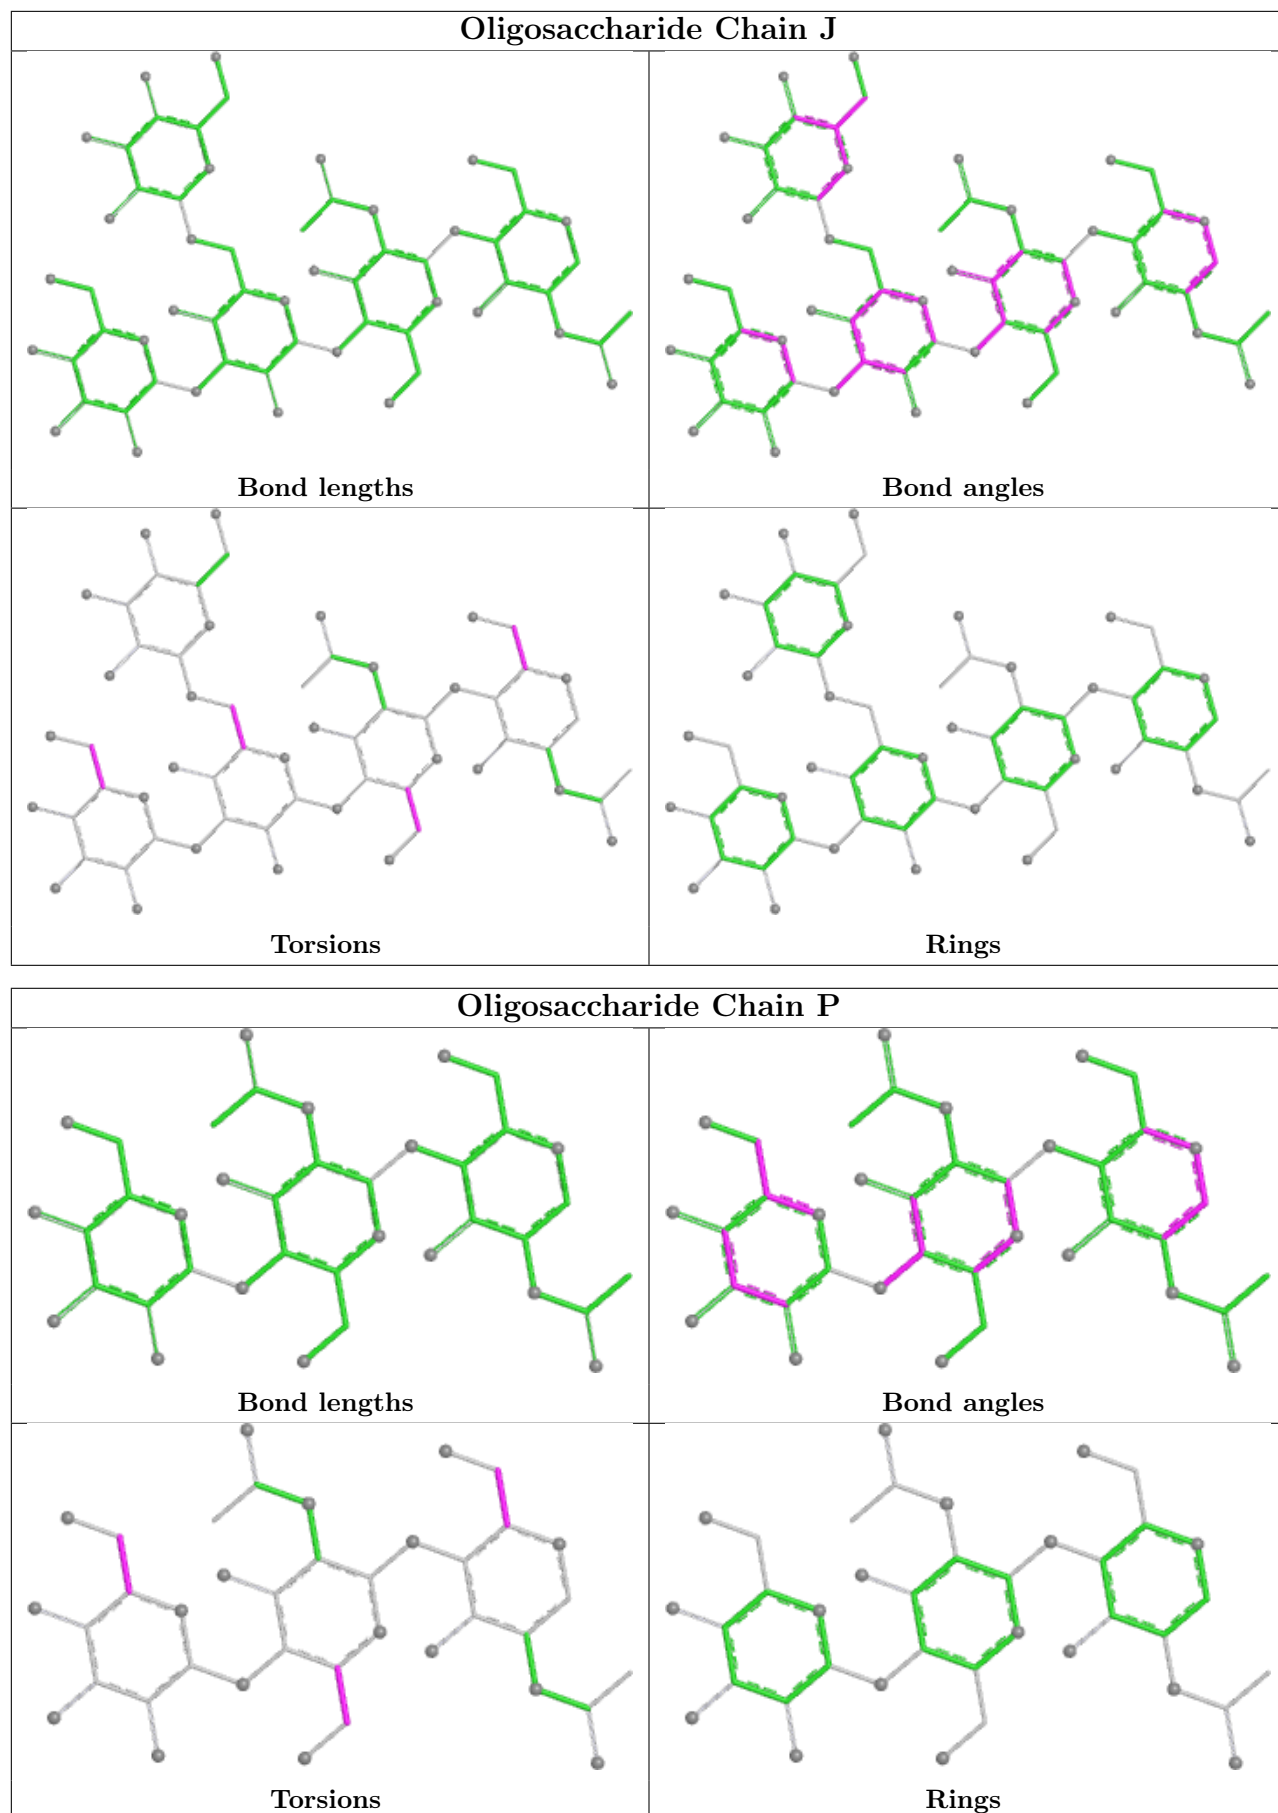 Oligosaccharide Chain J
Bond lengths
Bond angles
Torsions
Rings
Oligosaccharide Chain P
Bond lengths
Bond angles
Torsions
Rings